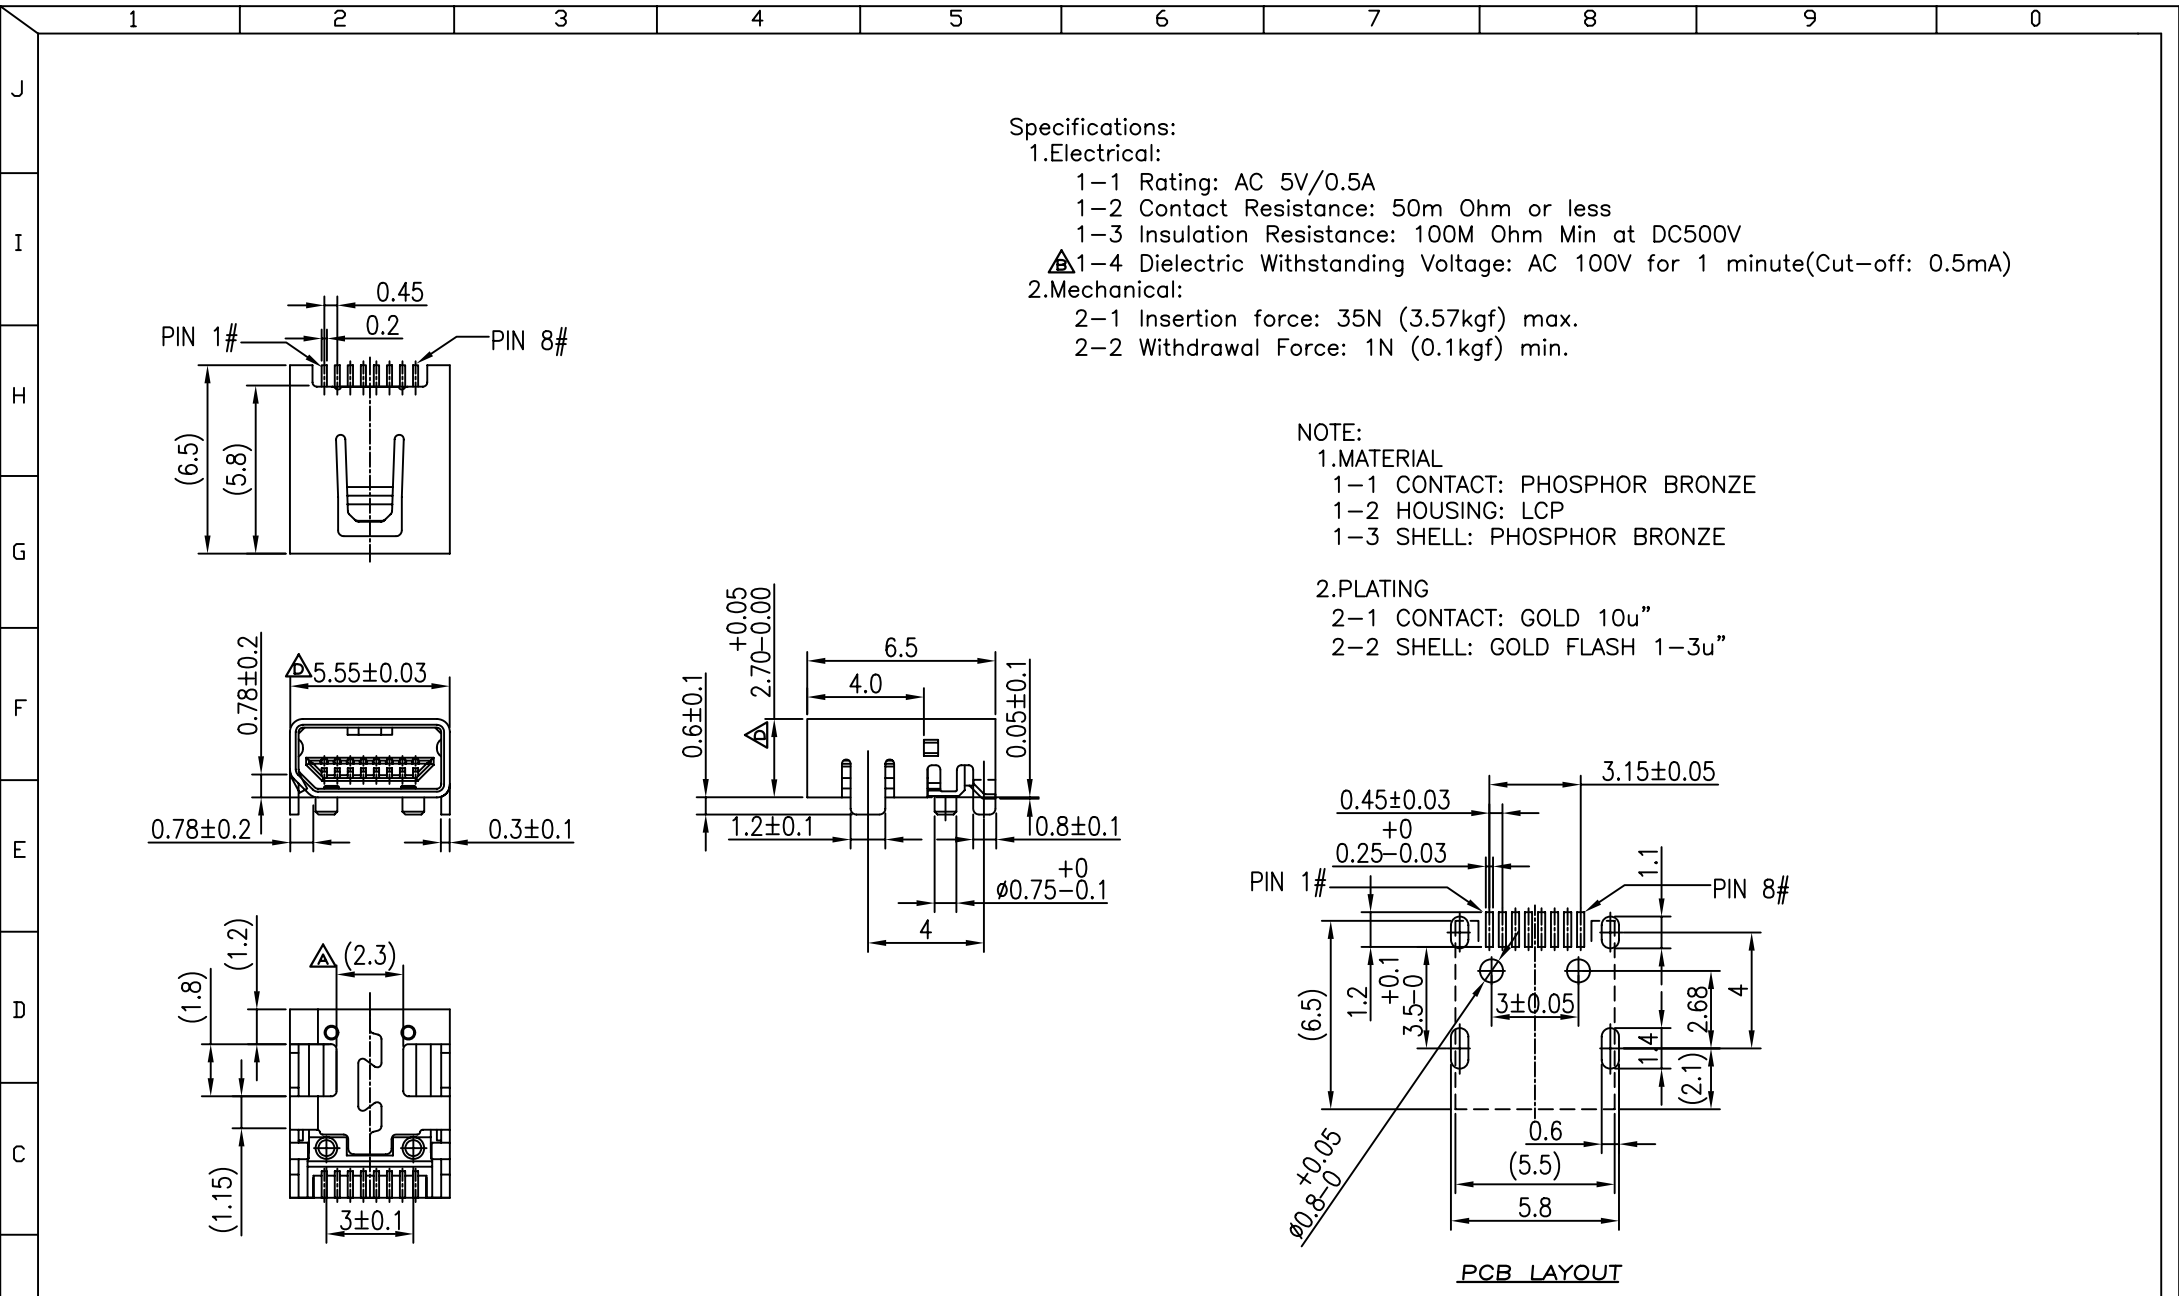 1 2 3 4 5 6 7 8 9 0
J
I
H
G
F
E
D
C
Specifications:
1.Electrical:
1-1 Rating: AC 5V/0.5A
1-2 Contact Resistance: 50m Ohm or less
1-3 Insulation Resistance: 100M Ohm Min at DC500V
B 1-4 Dielectric Withstanding Voltage: AC 100V for 1 minute(Cut-off: 0.5mA)
2.Mechanical:
2-1 Insertion force: 35N (3.57kgf) max.
2-2 Withdrawal Force: 1N (0.1kgf) min.
NOTE:
1.MATERIAL
1-1 CONTACT: PHOSPHOR BRONZE
1-2 HOUSING: LCP
1-3 SHELL: PHOSPHOR BRONZE
2.PLATING
2-1 CONTACT: GOLD 10u"
2-2 SHELL: GOLD FLASH 1-3u"
0.45
0.2
PIN 1#
PIN 8#
(6.5)
(5.8)
0.78±0.2
D 5.55±0.03
0.78±0.2
0.3±0.1
(1.2)
A (2.3)
(1.8)
(1.15)
3±0.1
+0.05
2.70-0.00
D
6.5
4.0
0.6±0.1
0.05±0.1
1.2±0.1
0.8±0.1
+0
ø0.75-0.1
4
3.15±0.05
0.45±0.03
+0
0.25-0.03
1.1
PIN 1#
PIN 8#
(6.5)
1.2
+0.1
3.5-0
3±0.05
1.4
2.68
4
(2.1)
0.6
+0.05
ø0.8-0
(5.5)
5.8
PCB LAYOUT